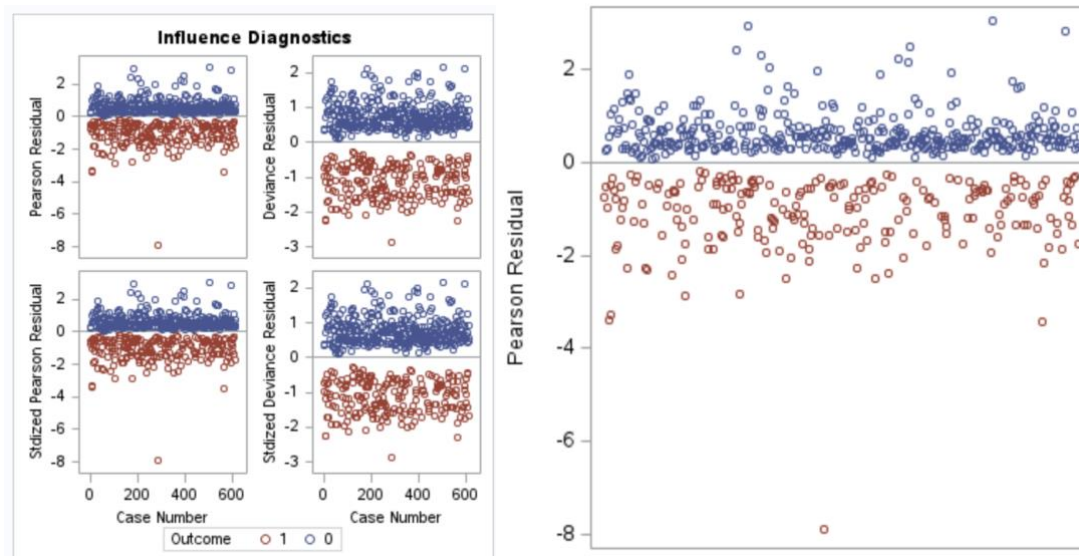 Influence Diagnostics
Pearson Residual
2
0
-2
-4
-6
-8
Deviance Residual
2
1
0
-1
-2
-3
Stdized Pearson Residual
2
0
-2
-4
-6
-8
0 200 400 600
Case Number
Stdized Deviance Residual
2
1
0
-1
-2
-3
0 200 400 600
Case Number
Outcome 1 0
Pearson Residual
2
0
-2
-4
-6
-8